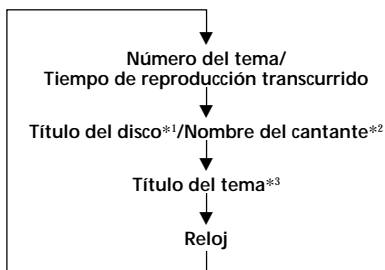 Número del tema/
Tiempo de reproducción transcurrido
Título del disco*1/Nombre del cantante*2
Título del tema*3
Reloj